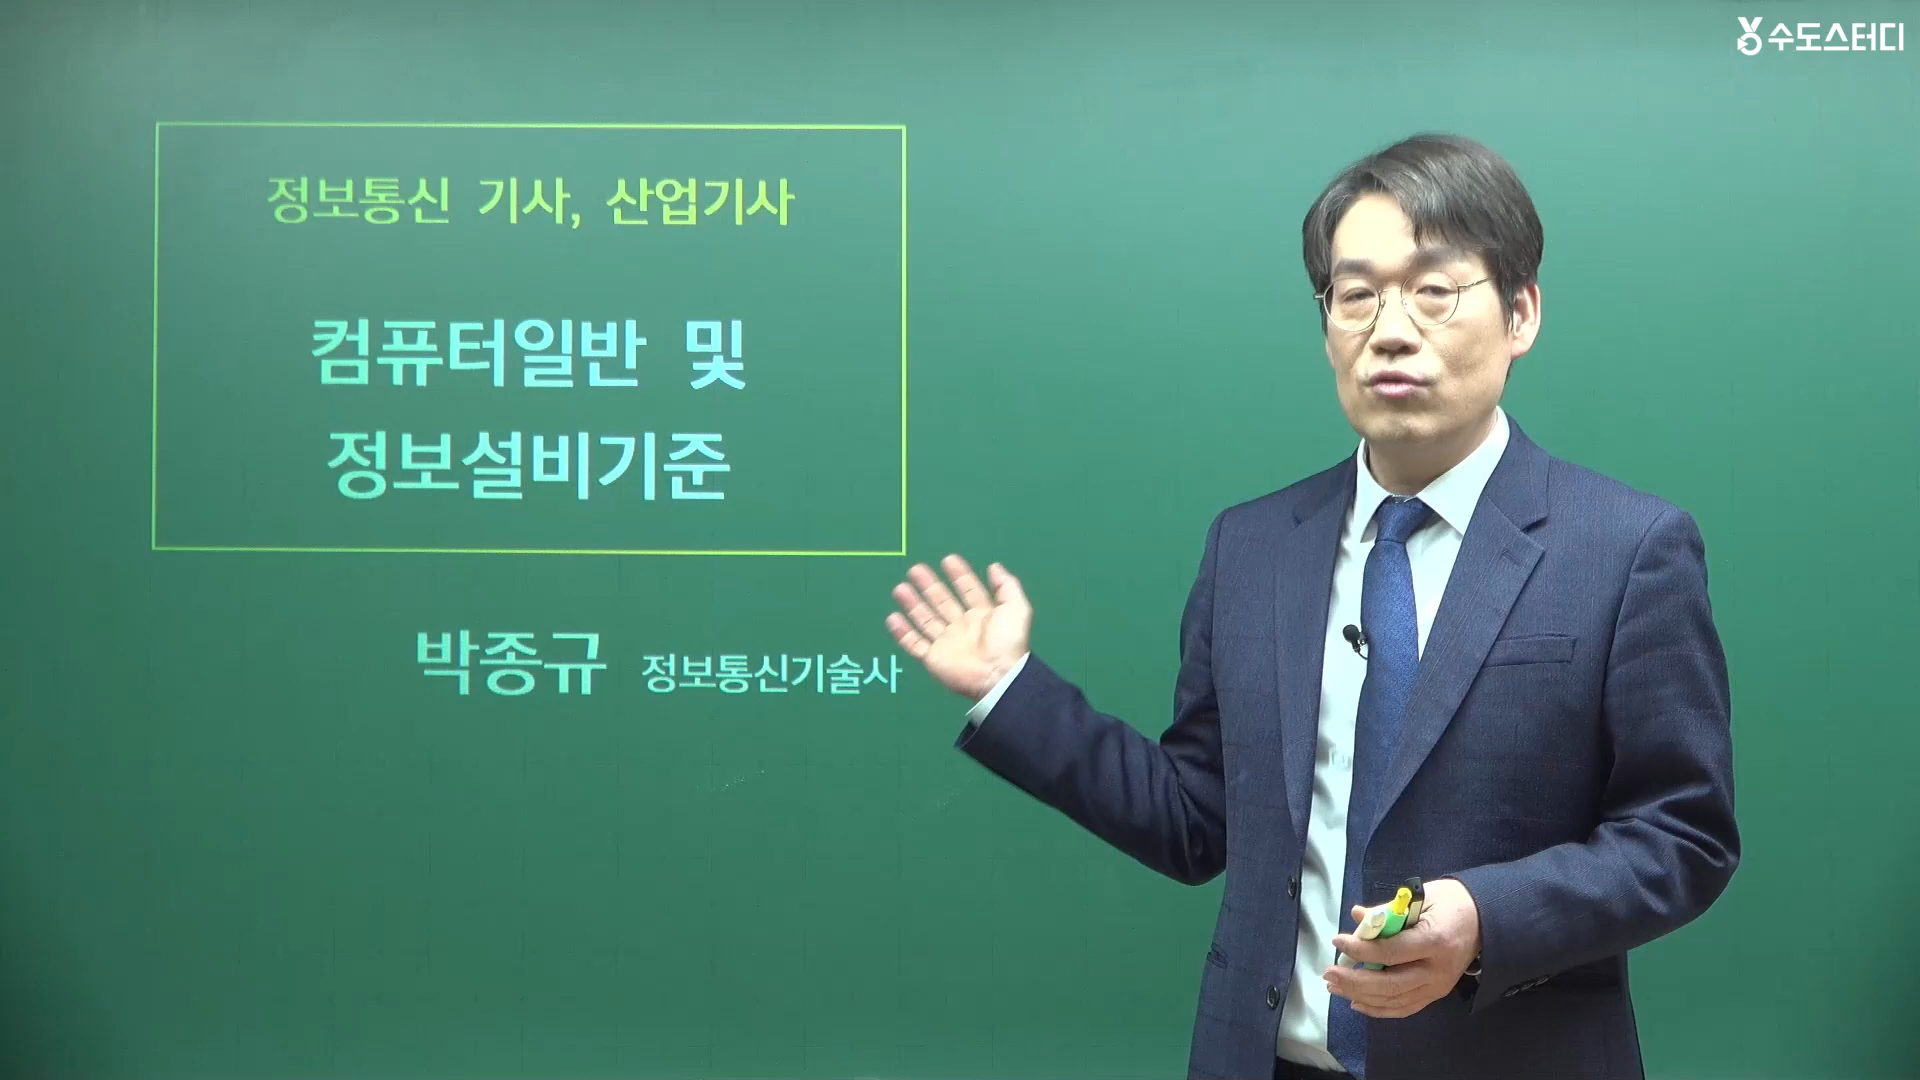 수도스터디
정보통신 기사, 산업기사
컴퓨터일반 및
정보설비기준
박종규 정보통신기술사